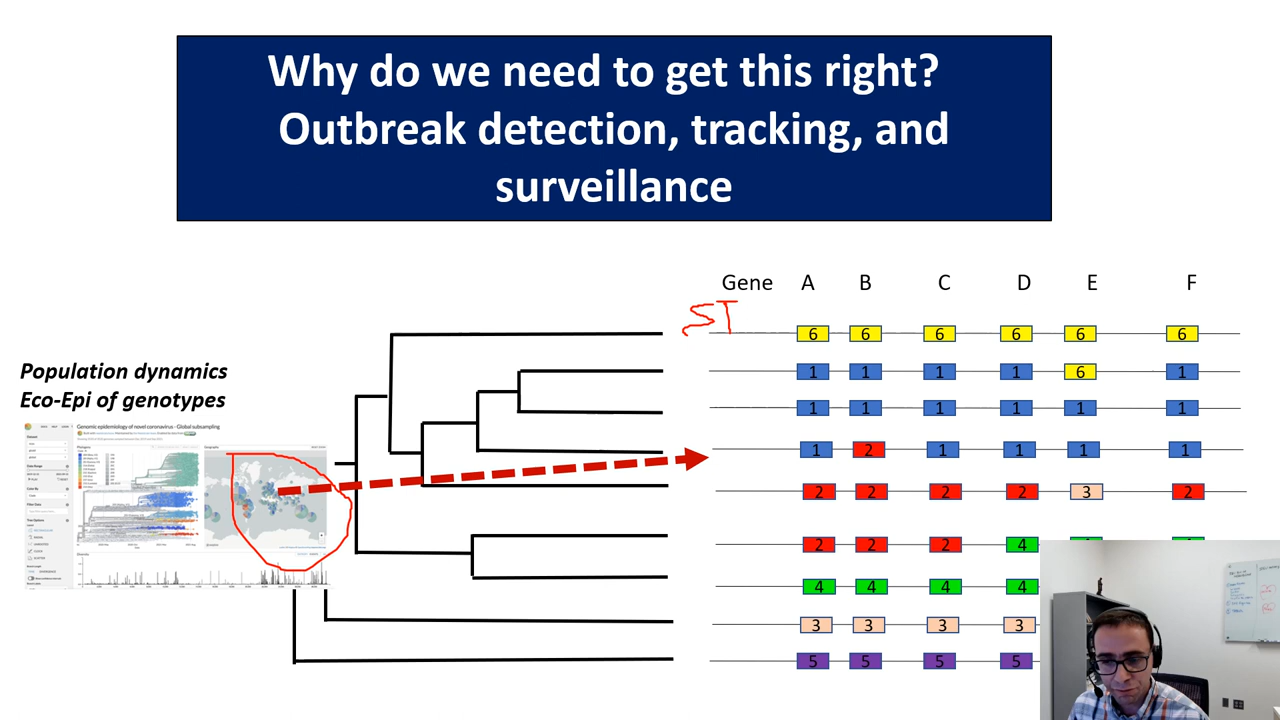 Why do we need to get this right?
Outbreak detection, tracking, and
surveillance
Gene A B C D E F
ST
6 6 6 6 6 6
Population dynamics
Eco-Epi of genotypes
1 1 1 1 6 1
1 1 1 1 1 1
Genomic epidemiology of novel coronavirus - Global subsampling
1 2 1 1 1 1
2 2 2 2 3 2
2 2 2 4
4 4 4 4
3 3 3 3
5 5 5 5